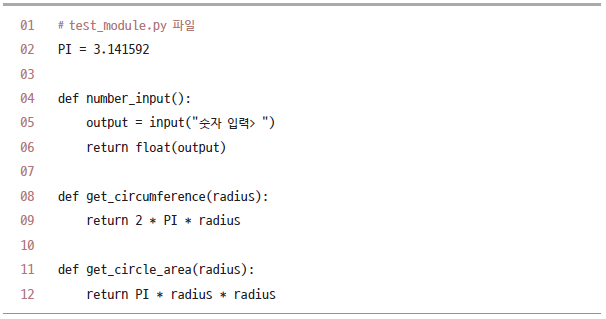 01 # test_module.py 파일
02 PI = 3.141592
03
04 def number_input():
05     output = input("숫자 입력> ")
06     return float(output)
07
08 def get_circumference(radius):
09     return 2 * PI * radius
10
11 def get_circle_area(radius):
12     return PI * radius * radius